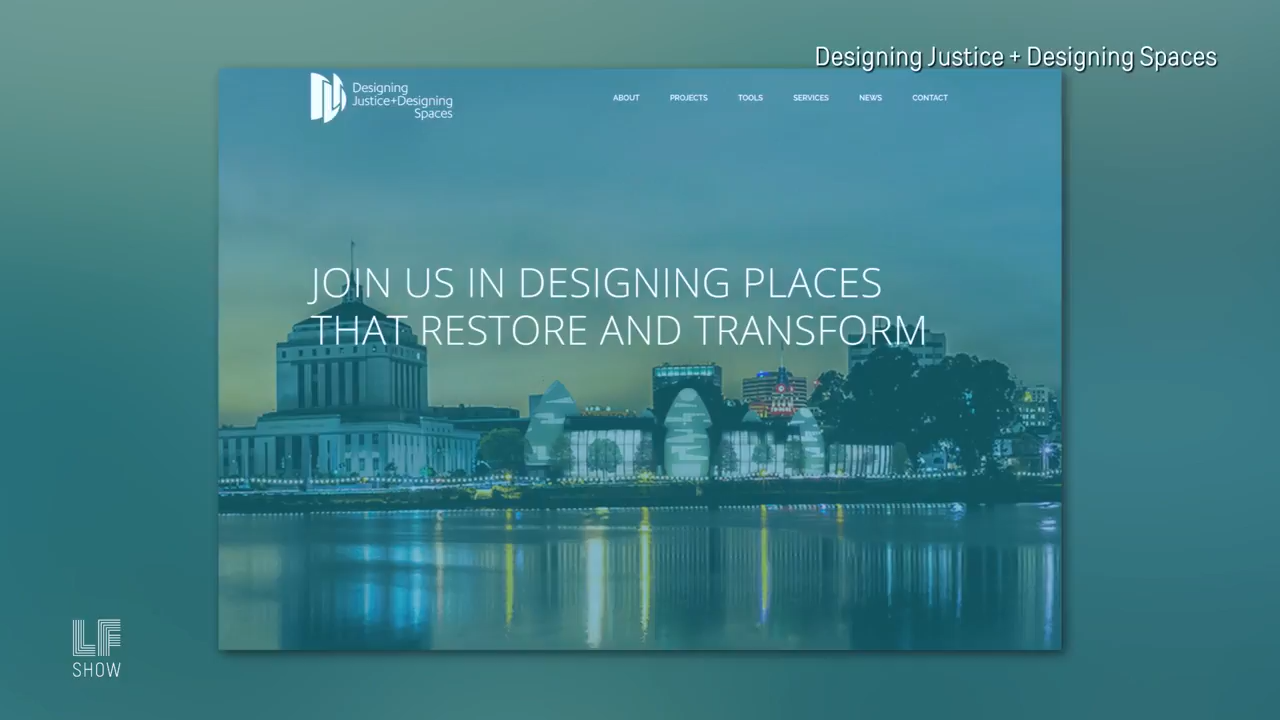 Designing Justice + Designing Spaces
Designing
Justice+Designing
Spaces
ABOUT PROJECTS TOOLS SERVICES NEWS CONTACT
JOIN US IN DESIGNING PLACES
THAT RESTORE AND TRANSFORM
LF
SHOW